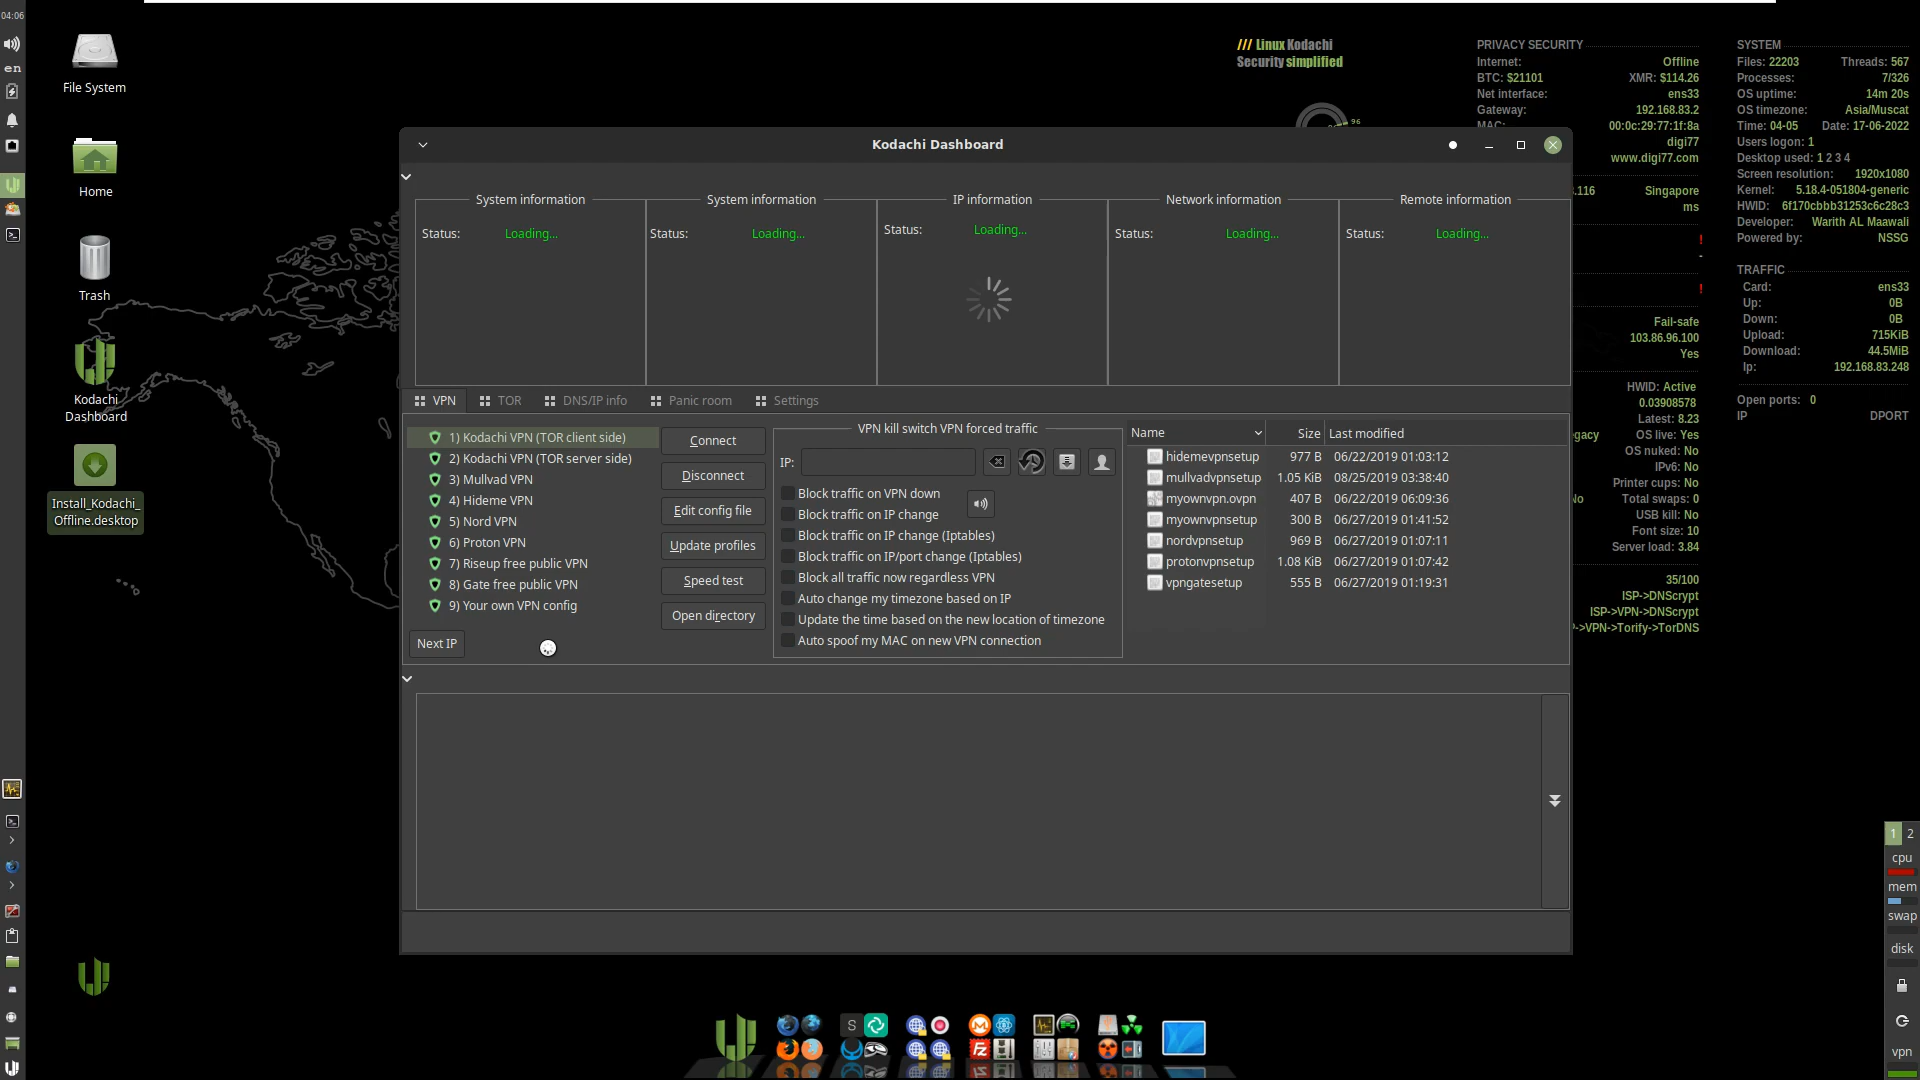 04:06
en
File System
Home
Trash
Kodachi
Dashboard
Install_Kodachi_
Offline.desktop
/// Linux Kodachi
Security simplified
96
PRIVACY SECURITY
Internet: Offline
BTC: $21101 XMR: $114.26
Net interface: ens33
Gateway: 192.168.83.2
MAC: 00:0c:29:77:1f:8a
digi77
www.digi77.com
.116 Singapore
ms
!
-
!
Fail-safe
103.86.96.100
Yes
HWID: Active
0.03908578
Latest: 8.23
egacy OS live: Yes
OS nuked: No
IPv6: No
Printer cups: No
No Total swaps: 0
USB kill: No
Font size: 10
Server load: 3.84
35/100
ISP->DNScrypt
ISP->VPN->DNScrypt
->VPN->Torify->TorDNS
SYSTEM
Files: 22203 Threads: 567
Processes: 7/326
OS uptime: 14m 20s
OS timezone: Asia/Muscat
Time: 04-05 Date: 17-06-2022
Users logon: 1
Desktop used: 1 2 3 4
Screen resolution: 1920x1080
Kernel: 5.18.4-051804-generic
HWID: 6f170cbbb31253c6c28c3
Developer: Warith AL Maawali
Powered by: NSSG
TRAFFIC
Card: ens33
Up: 0B
Down: 0B
Upload: 715KiB
Download: 44.5MiB
Ip: 192.168.83.248
Open ports: 0
IP DPORT
Kodachi Dashboard
System information
Status: Loading...
System information
Status: Loading...
IP information
Status: Loading...
Network information
Status: Loading...
Remote information
Status: Loading...
VPN TOR DNS/IP info Panic room Settings
1) Kodachi VPN (TOR client side)
2) Kodachi VPN (TOR server side)
3) Mullvad VPN
4) Hideme VPN
5) Nord VPN
6) Proton VPN
7) Riseup free public VPN
8) Gate free public VPN
9) Your own VPN config
Next IP
Connect
Disconnect
Edit config file
Update profiles
Speed test
Open directory
VPN kill switch VPN forced traffic
IP:
Block traffic on VPN down
Block traffic on IP change
Block traffic on IP change (Iptables)
Block traffic on IP/port change (Iptables)
Block all traffic now regardless VPN
Auto change my timezone based on IP
Update the time based on the new location of timezone
Auto spoof my MAC on new VPN connection
Name Size Last modified
hidemevpnsetup 977 B 06/22/2019 01:03:12
mullvadvpnsetup 1.05 KiB 08/25/2019 03:38:40
myownvpn.ovpn 407 B 06/22/2019 06:09:36
myownvpnsetup 300 B 06/27/2019 01:41:52
nordvpnsetup 969 B 06/27/2019 01:07:11
protonvpnsetup 1.08 KiB 06/27/2019 01:07:42
vpngatesetup 555 B 06/27/2019 01:19:31
1 2
cpu
mem
swap
disk
vpn